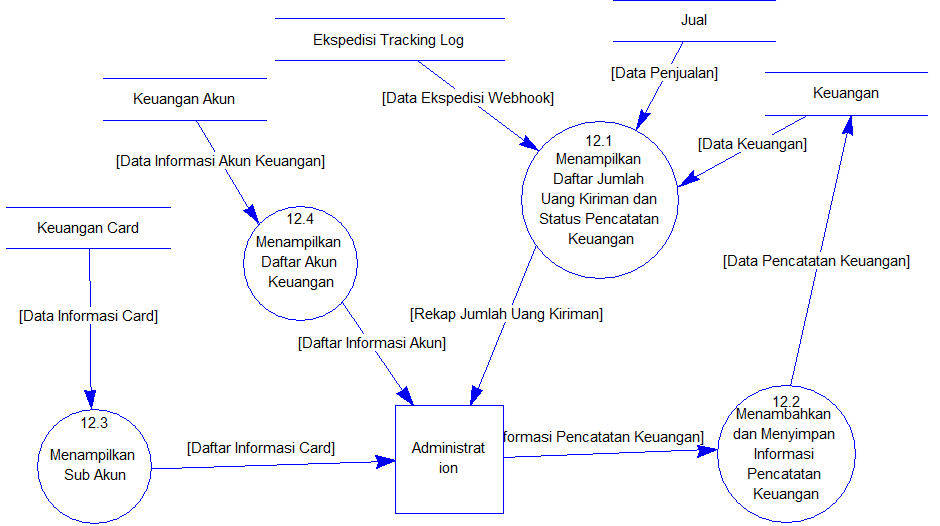 Jual
Ekspedisi Tracking Log
[Data Penjualan]
Keuangan
Keuangan Akun
[Data Ekspedisi Webhook]
12.1
Menampilkan
Daftar Jumlah
Uang Kiriman dan
Status Pencatatan
Keuangan
[Data Keuangan]
[Data Informasi Akun Keuangan]
Keuangan Card
12.4
Menampilkan
Daftar Akun
Keuangan
[Data Pencatatan Keuangan]
[Data Informasi Card]
[Rekap Jumlah Uang Kiriman]
[Daftar Informasi Akun]
12.3
Menampilkan
Sub Akun
[Daftar Informasi Card]
Administrat
ion
formasi Pencatatan Keuangan]
12.2
Menambahkan
dan Menyimpan
Informasi
Pencatatan
Keuangan